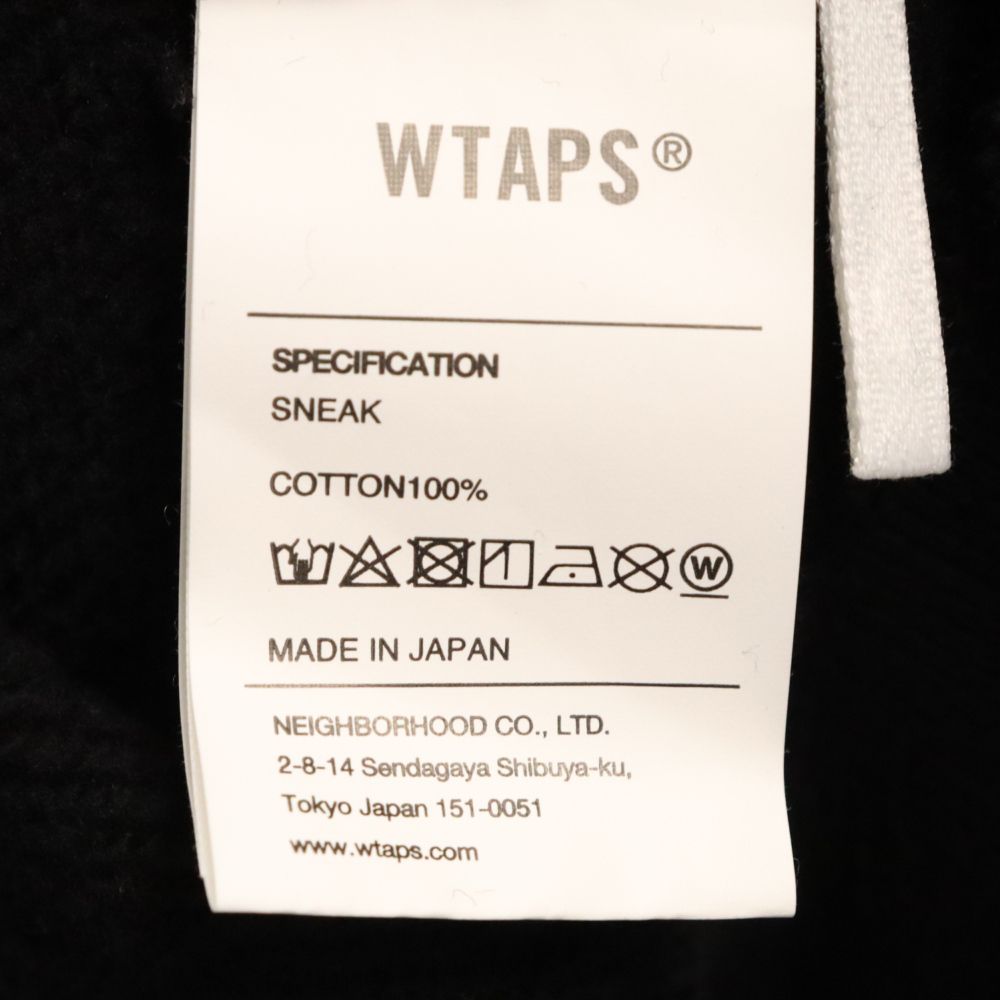 WTAPS®
SPECIFICATION
SNEAK
COTTON100%
W
MADE IN JAPAN
NEIGHBORHOOD CO., LTD.
2-8-14 Sendagaya Shibuya-ku,
Tokyo Japan 151-0051
www.wtaps.com